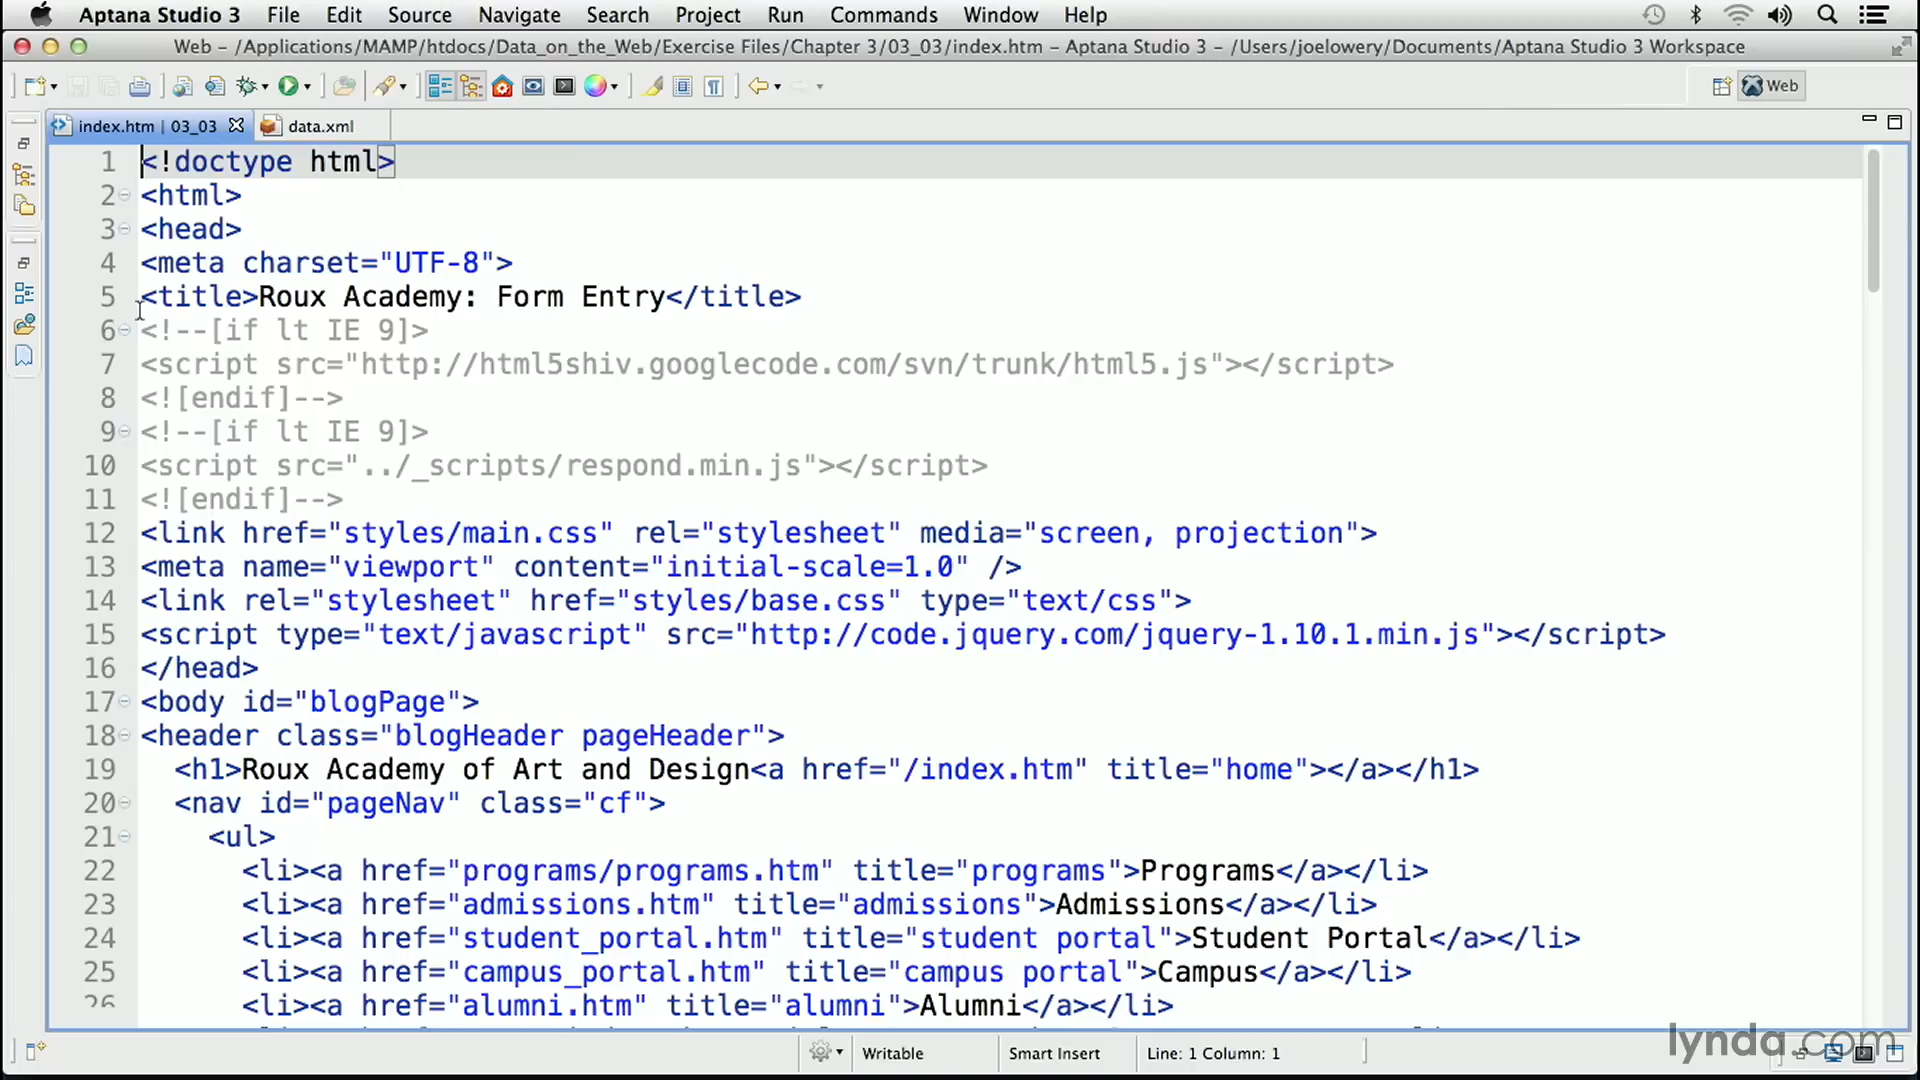 Aptana Studio 3 File Edit Source Navigate Search Project Run Commands Window Help
Web - /Applications/MAMP/htdocs/Data_on_the_Web/Exercise Files/Chapter 3/03_03/index.htm - Aptana Studio 3 - /Users/joelowery/Documents/Aptana Studio 3 Workspace
Web
index.htm | 03_03 data.xml
1 <!doctype html>
2 <html>
3 <head>
4 <meta charset="UTF-8">
5 <title>Roux Academy: Form Entry</title>
6 <!--[if lt IE 9]>
7 <script src="http://html5shiv.googlecode.com/svn/trunk/html5.js"></script>
8 <![endif]-->
9 <!--[if lt IE 9]>
10 <script src="../_scripts/respond.min.js"></script>
11 <![endif]-->
12 <link href="styles/main.css" rel="stylesheet" media="screen, projection">
13 <meta name="viewport" content="initial-scale=1.0" />
14 <link rel="stylesheet" href="styles/base.css" type="text/css">
15 <script type="text/javascript" src="http://code.jquery.com/jquery-1.10.1.min.js"></script>
16 </head>
17 <body id="blogPage">
18 <header class="blogHeader pageHeader">
19 <h1>Roux Academy of Art and Design<a href="/index.htm" title="home"></a></h1>
20 <nav id="pageNav" class="cf">
21 <ul>
22 <li><a href="programs/programs.htm" title="programs">Programs</a></li>
23 <li><a href="admissions.htm" title="admissions">Admissions</a></li>
24 <li><a href="student_portal.htm" title="student portal">Student Portal</a></li>
25 <li><a href="campus_portal.htm" title="campus portal">Campus</a></li>
26 <li><a href="alumni.htm" title="alumni">Alumni</a></li>
Writable Smart Insert Line: 1 Column: 1
lynda.com